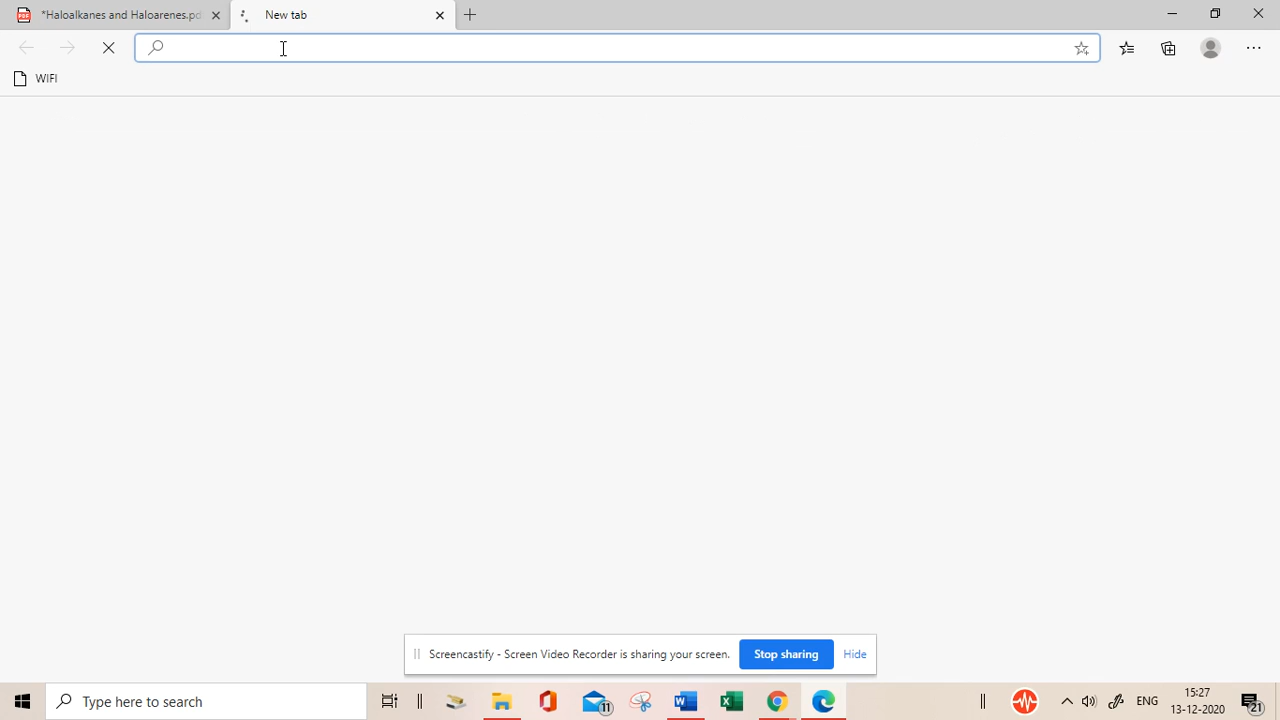 *Haloalkanes and Haloarenes.pd
New tab
WIFI
Screencastify - Screen Video Recorder is sharing your screen.
Stop sharing
Hide
Type here to search
11
ENG
15:27
13-12-2020
21